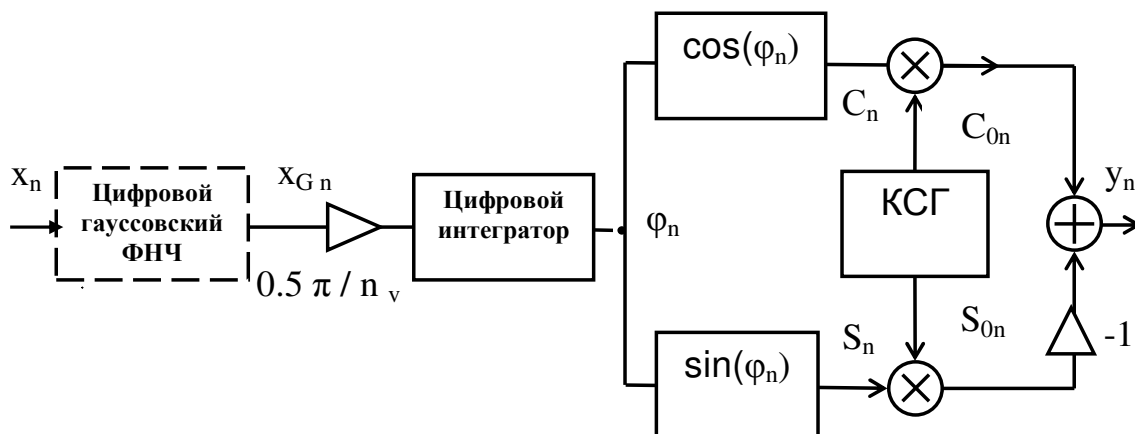 x_n
Цифровой
гауссовский
ФНЧ
x_G n
0.5 π / n_v
Цифровой
интегратор
φ_n
cos(φ_n)
C_n
C_0n
КСГ
y_n
sin(φ_n)
S_n
S_0n
-1